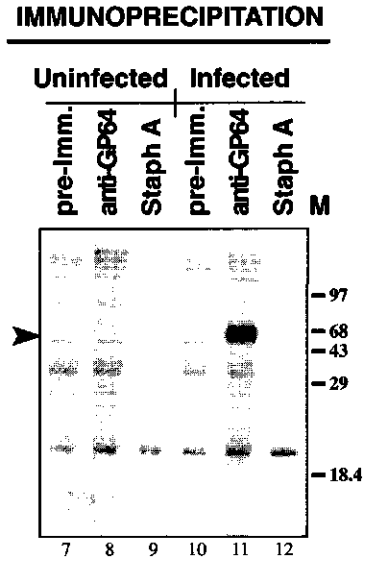 IMMUNOPRECIPITATION
Uninfected Infected
pre-Imm. anti-GP64 Staph A pre-Imm. anti-GP64 Staph A M
97
68
43
29
18.4
7 8 9 10 11 12